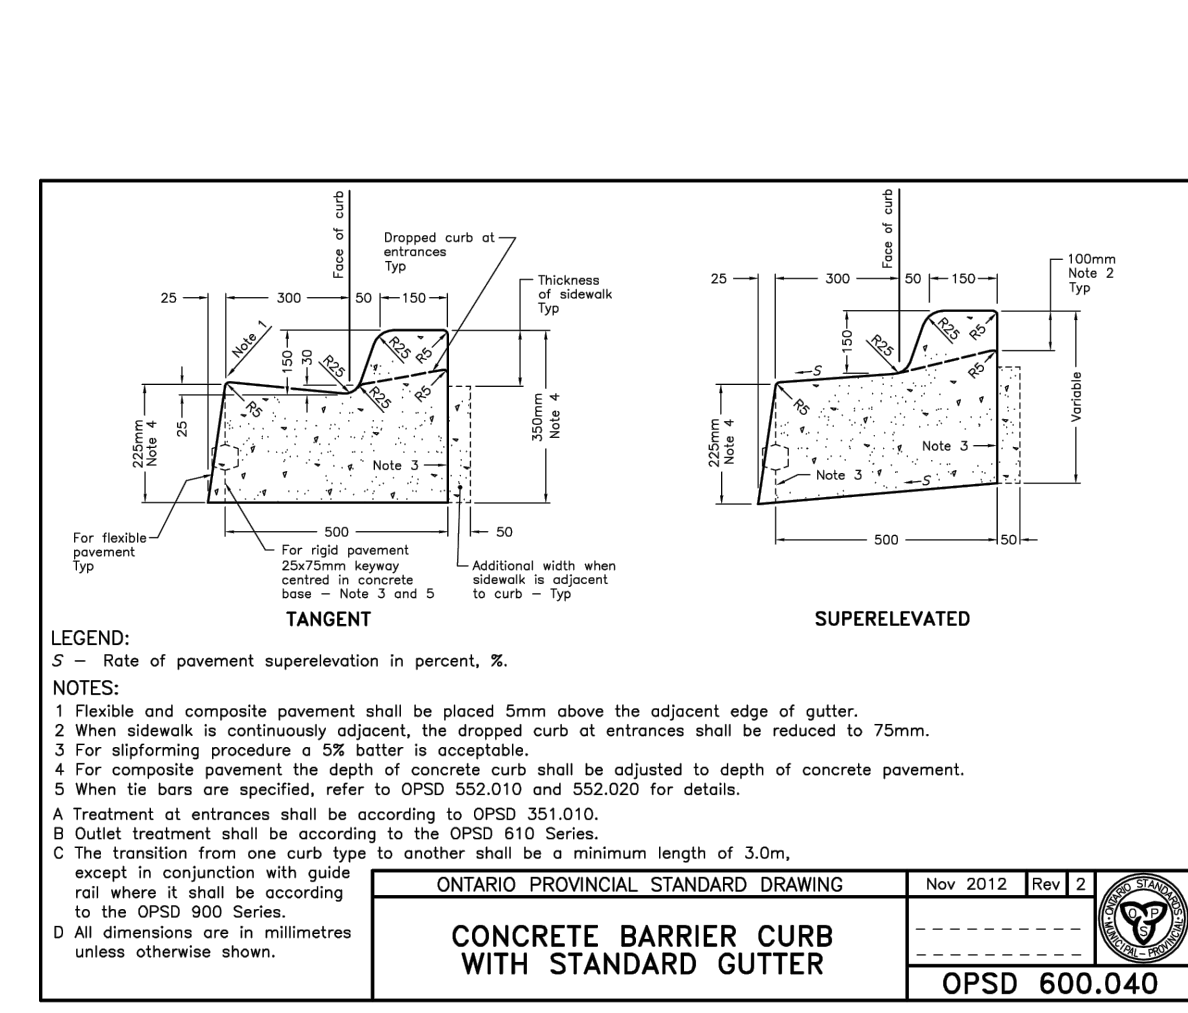 Face of curb
Dropped curb at
entrances
Typ
Thickness
of sidewalk
Typ
25
300
50
150
Note 1
150
30
R25
R25
R5
R5
R25
R5
25
225mm
Note 4
350mm
Note 4
Note 3
500
50
For flexible
pavement
Typ
For rigid pavement
25x75mm keyway
centred in concrete
base – Note 3 and 5
Additional width when
sidewalk is adjacent
to curb – Typ
TANGENT
Face of curb
100mm
Note 2
Typ
25
300
50
150
150
R25
R25
R5
R5
S
R5
Variable
225mm
Note 4
Note 3
Note 3
S
500
50
SUPERELEVATED
LEGEND:
S – Rate of pavement superelevation in percent, %.
NOTES:
1 Flexible and composite pavement shall be placed 5mm above the adjacent edge of gutter.
2 When sidewalk is continuously adjacent, the dropped curb at entrances shall be reduced to 75mm.
3 For slipforming procedure a 5% batter is acceptable.
4 For composite pavement the depth of concrete curb shall be adjusted to depth of concrete pavement.
5 When tie bars are specified, refer to OPSD 552.010 and 552.020 for details.
A Treatment at entrances shall be according to OPSD 351.010.
B Outlet treatment shall be according to the OPSD 610 Series.
C The transition from one curb type to another shall be a minimum length of 3.0m,
except in conjunction with guide
rail where it shall be according
to the OPSD 900 Series.
D All dimensions are in millimetres
unless otherwise shown.
ONTARIO PROVINCIAL STANDARD DRAWING
Nov 2012 Rev 2
CONCRETE BARRIER CURB
WITH STANDARD GUTTER
ONTARIO STANDARDS
MUNICIPAL–PROVINCIAL
O P
S
OPSD 600.040